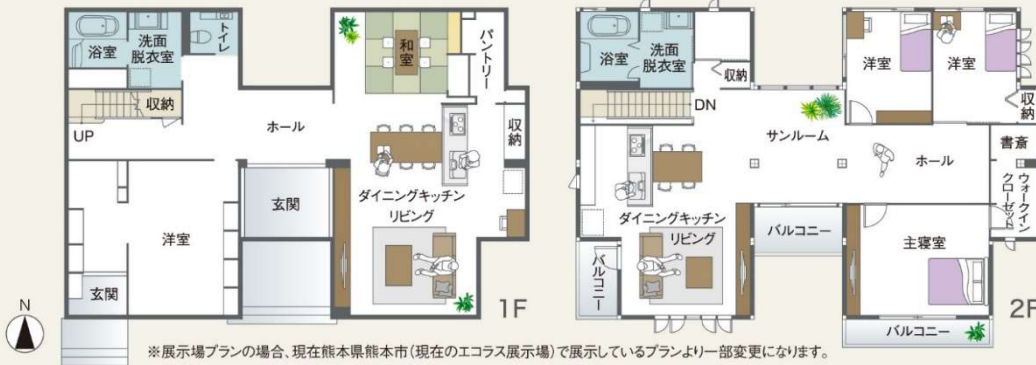 浴室
洗面
脱衣室
トイレ
収納
UP
ホール
和室
パントリー
収納
ダイニングキッチン
リビング
玄関
洋室
玄関
1F
浴室
洗面
脱衣室
収納
DN
洋室
洋室
収納
サンルーム
ホール
書斎
ウォークイン
クローゼット
ダイニングキッチン
リビング
バルコニー
バルコニー
主寝室
バルコニー
2F
N
※展示場プランの場合、現在熊本県熊本市(現在のエコラス展示場)で展示しているプランより一部変更になります。